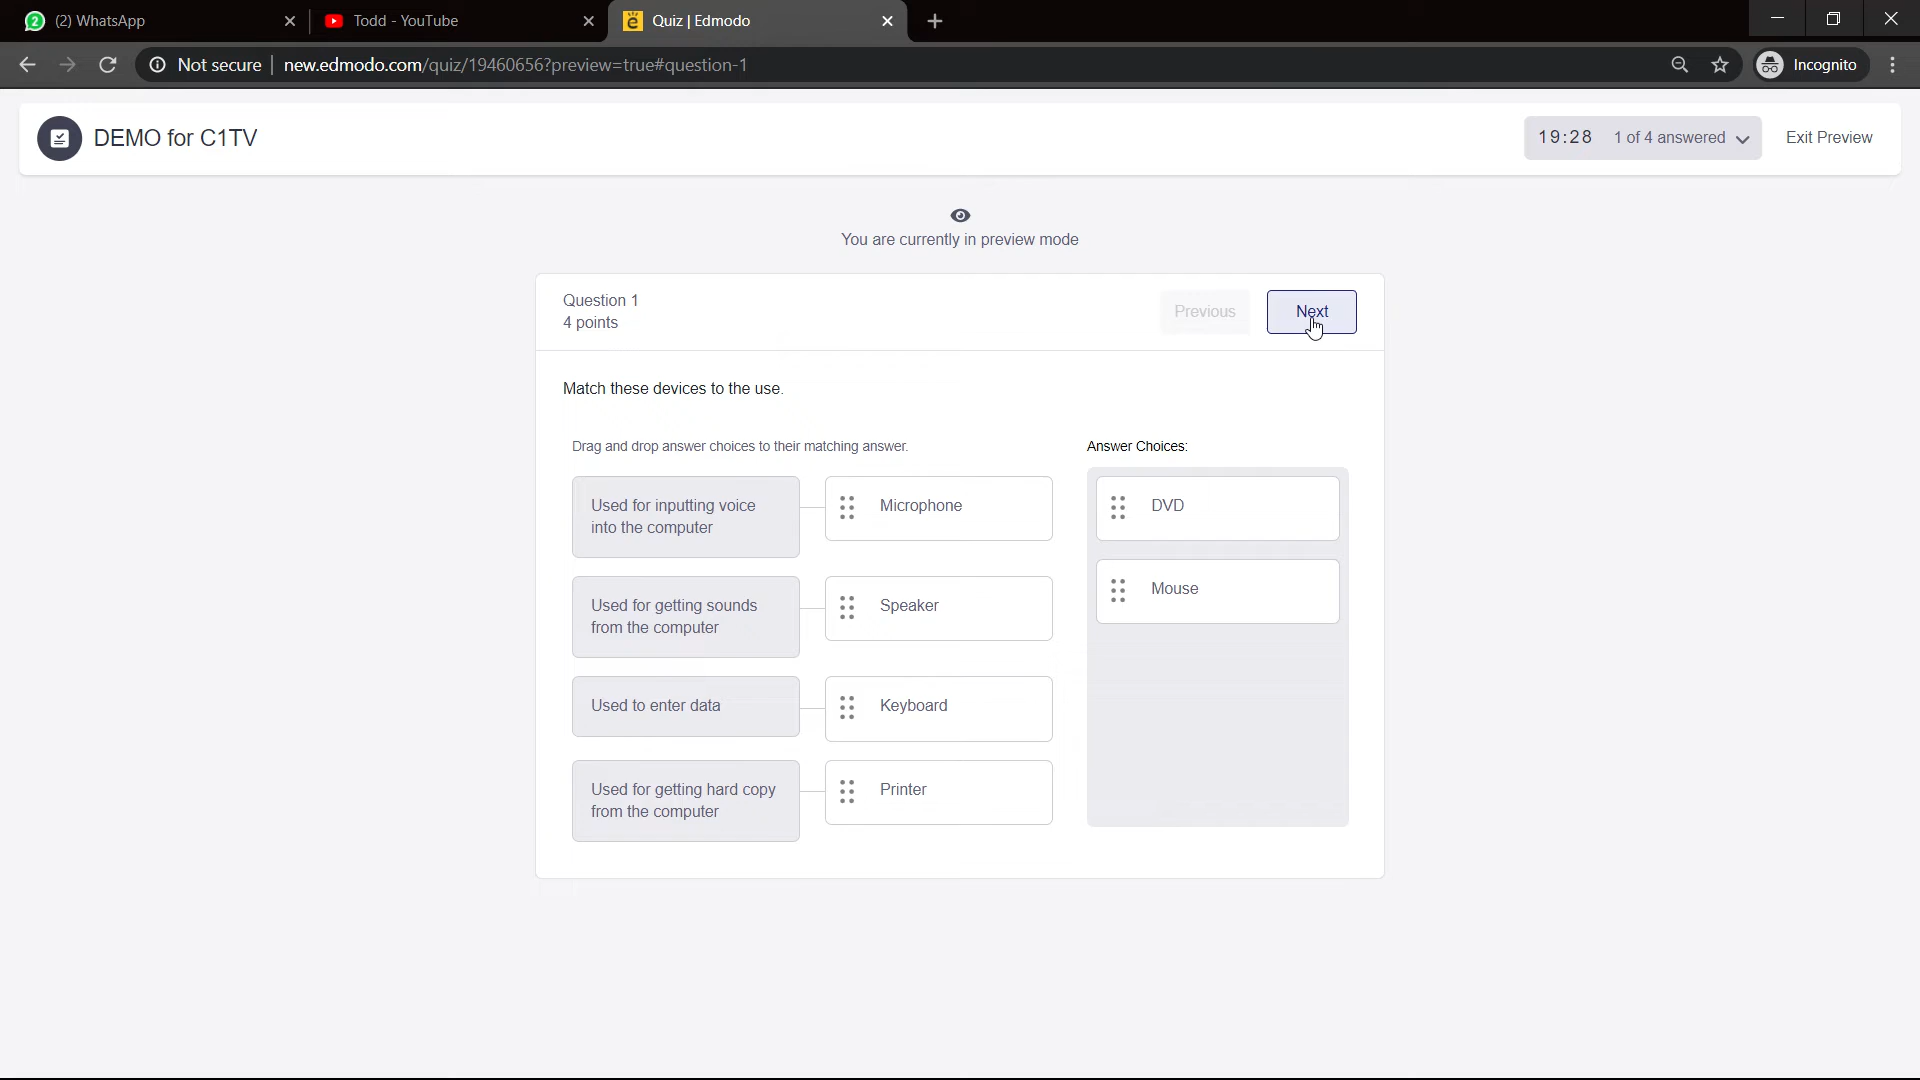 (2) WhatsApp
Todd - YouTube
Quiz | Edmodo
Not secure
new.edmodo.com/quiz/19460656?preview=true#question-1
Incognito
DEMO for C1TV
19:28
1 of 4 answered
Exit Preview
You are currently in preview mode
Question 1
4 points
Previous
Next
Match these devices to the use.
Drag and drop answer choices to their matching answer.
Used for inputting voice
into the computer
Microphone
Used for getting sounds
from the computer
Speaker
Used to enter data
Keyboard
Used for getting hard copy
from the computer
Printer
Answer Choices:
DVD
Mouse